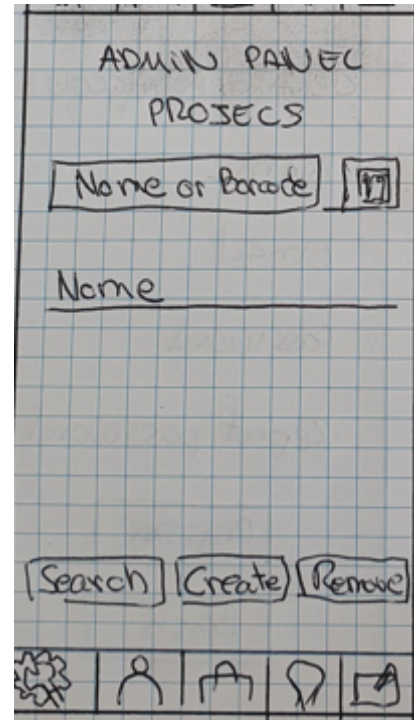 ADMIN PANEL
PROJECS
Name or Barcode
Name
Search Create Remove